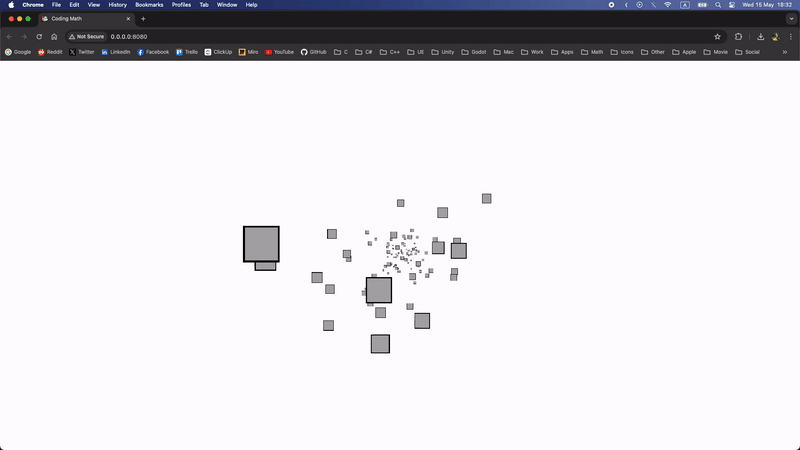 Chrome File Edit View History Bookmarks Profiles Tab Window Help A Wed 15 May 18:32
Coding Math
Not Secure 0.0.0.0:8080
Google Reddit Twitter LinkedIn Facebook Trello ClickUp Miro YouTube GitHub C C# C++ UE Unity Godot Mac Work Apps Math Icons Other Apple Movie Social